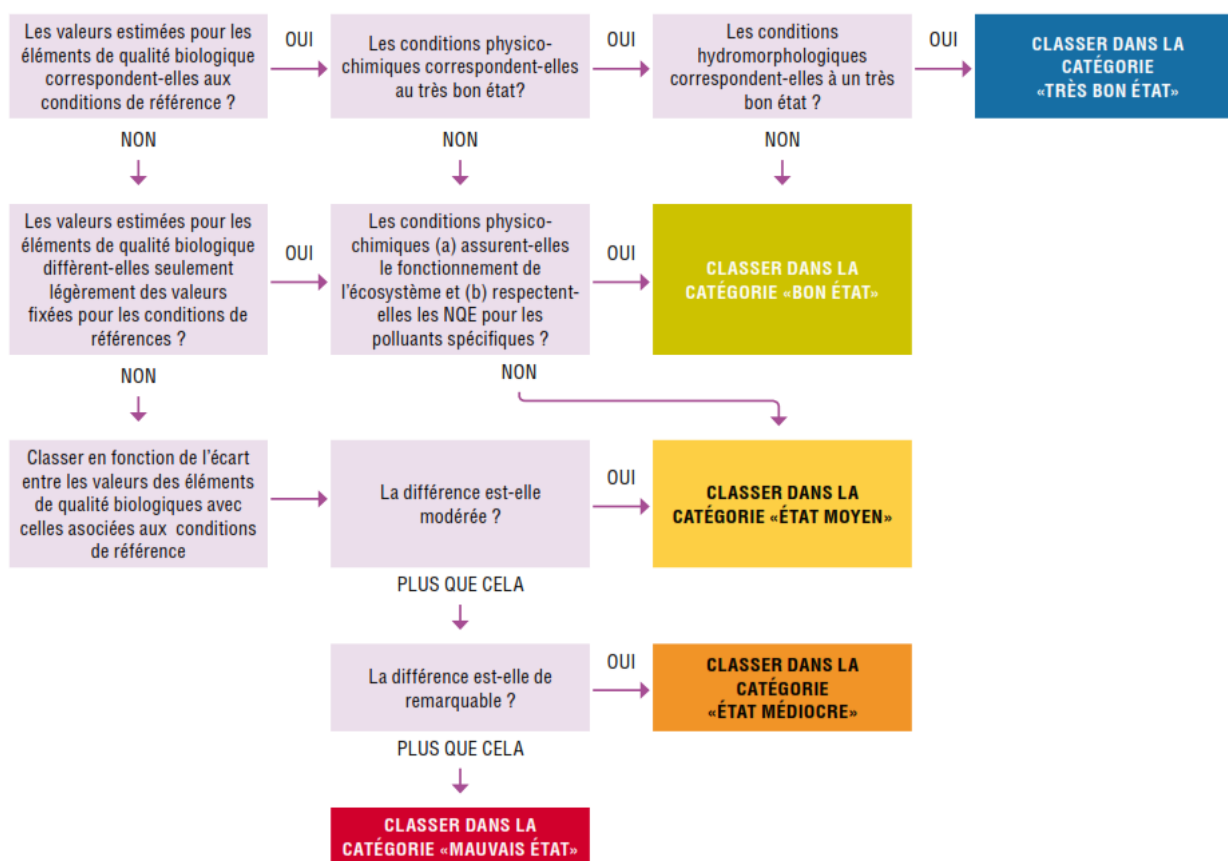 Les valeurs estimées pour les
éléments de qualité biologique
correspondent-elles aux
conditions de référence ?
OUI
Les conditions physico-
chimiques correspondent-elles
au très bon état?
OUI
Les conditions
hydromorphologiques
correspondent-elles à un très
bon état ?
OUI
CLASSER DANS LA
CATÉGORIE
«TRÈS BON ÉTAT»
NON
NON
NON
Les valeurs estimées pour les
éléments de qualité biologique
diffèrent-elles seulement
légèrement des valeurs
fixées pour les conditions de
références ?
OUI
Les conditions physico-
chimiques (a) assurent-elles
le fonctionnement de
l'écosystème et (b) respectent-
elles les NQE pour les
polluants spécifiques ?
OUI
CLASSER DANS LA
CATÉGORIE «BON ÉTAT»
NON
NON
Classer en fonction de l'écart
entre les valeurs des éléments
de qualité biologiques avec
celles asociées aux conditions
de référence
La différence est-elle
modérée ?
OUI
CLASSER DANS LA
CATÉGORIE «ÉTAT MOYEN»
PLUS QUE CELA
La différence est-elle de
remarquable ?
OUI
CLASSER DANS LA
CATÉGORIE
«ÉTAT MÉDIOCRE»
PLUS QUE CELA
CLASSER DANS LA
CATÉGORIE «MAUVAIS ÉTAT»